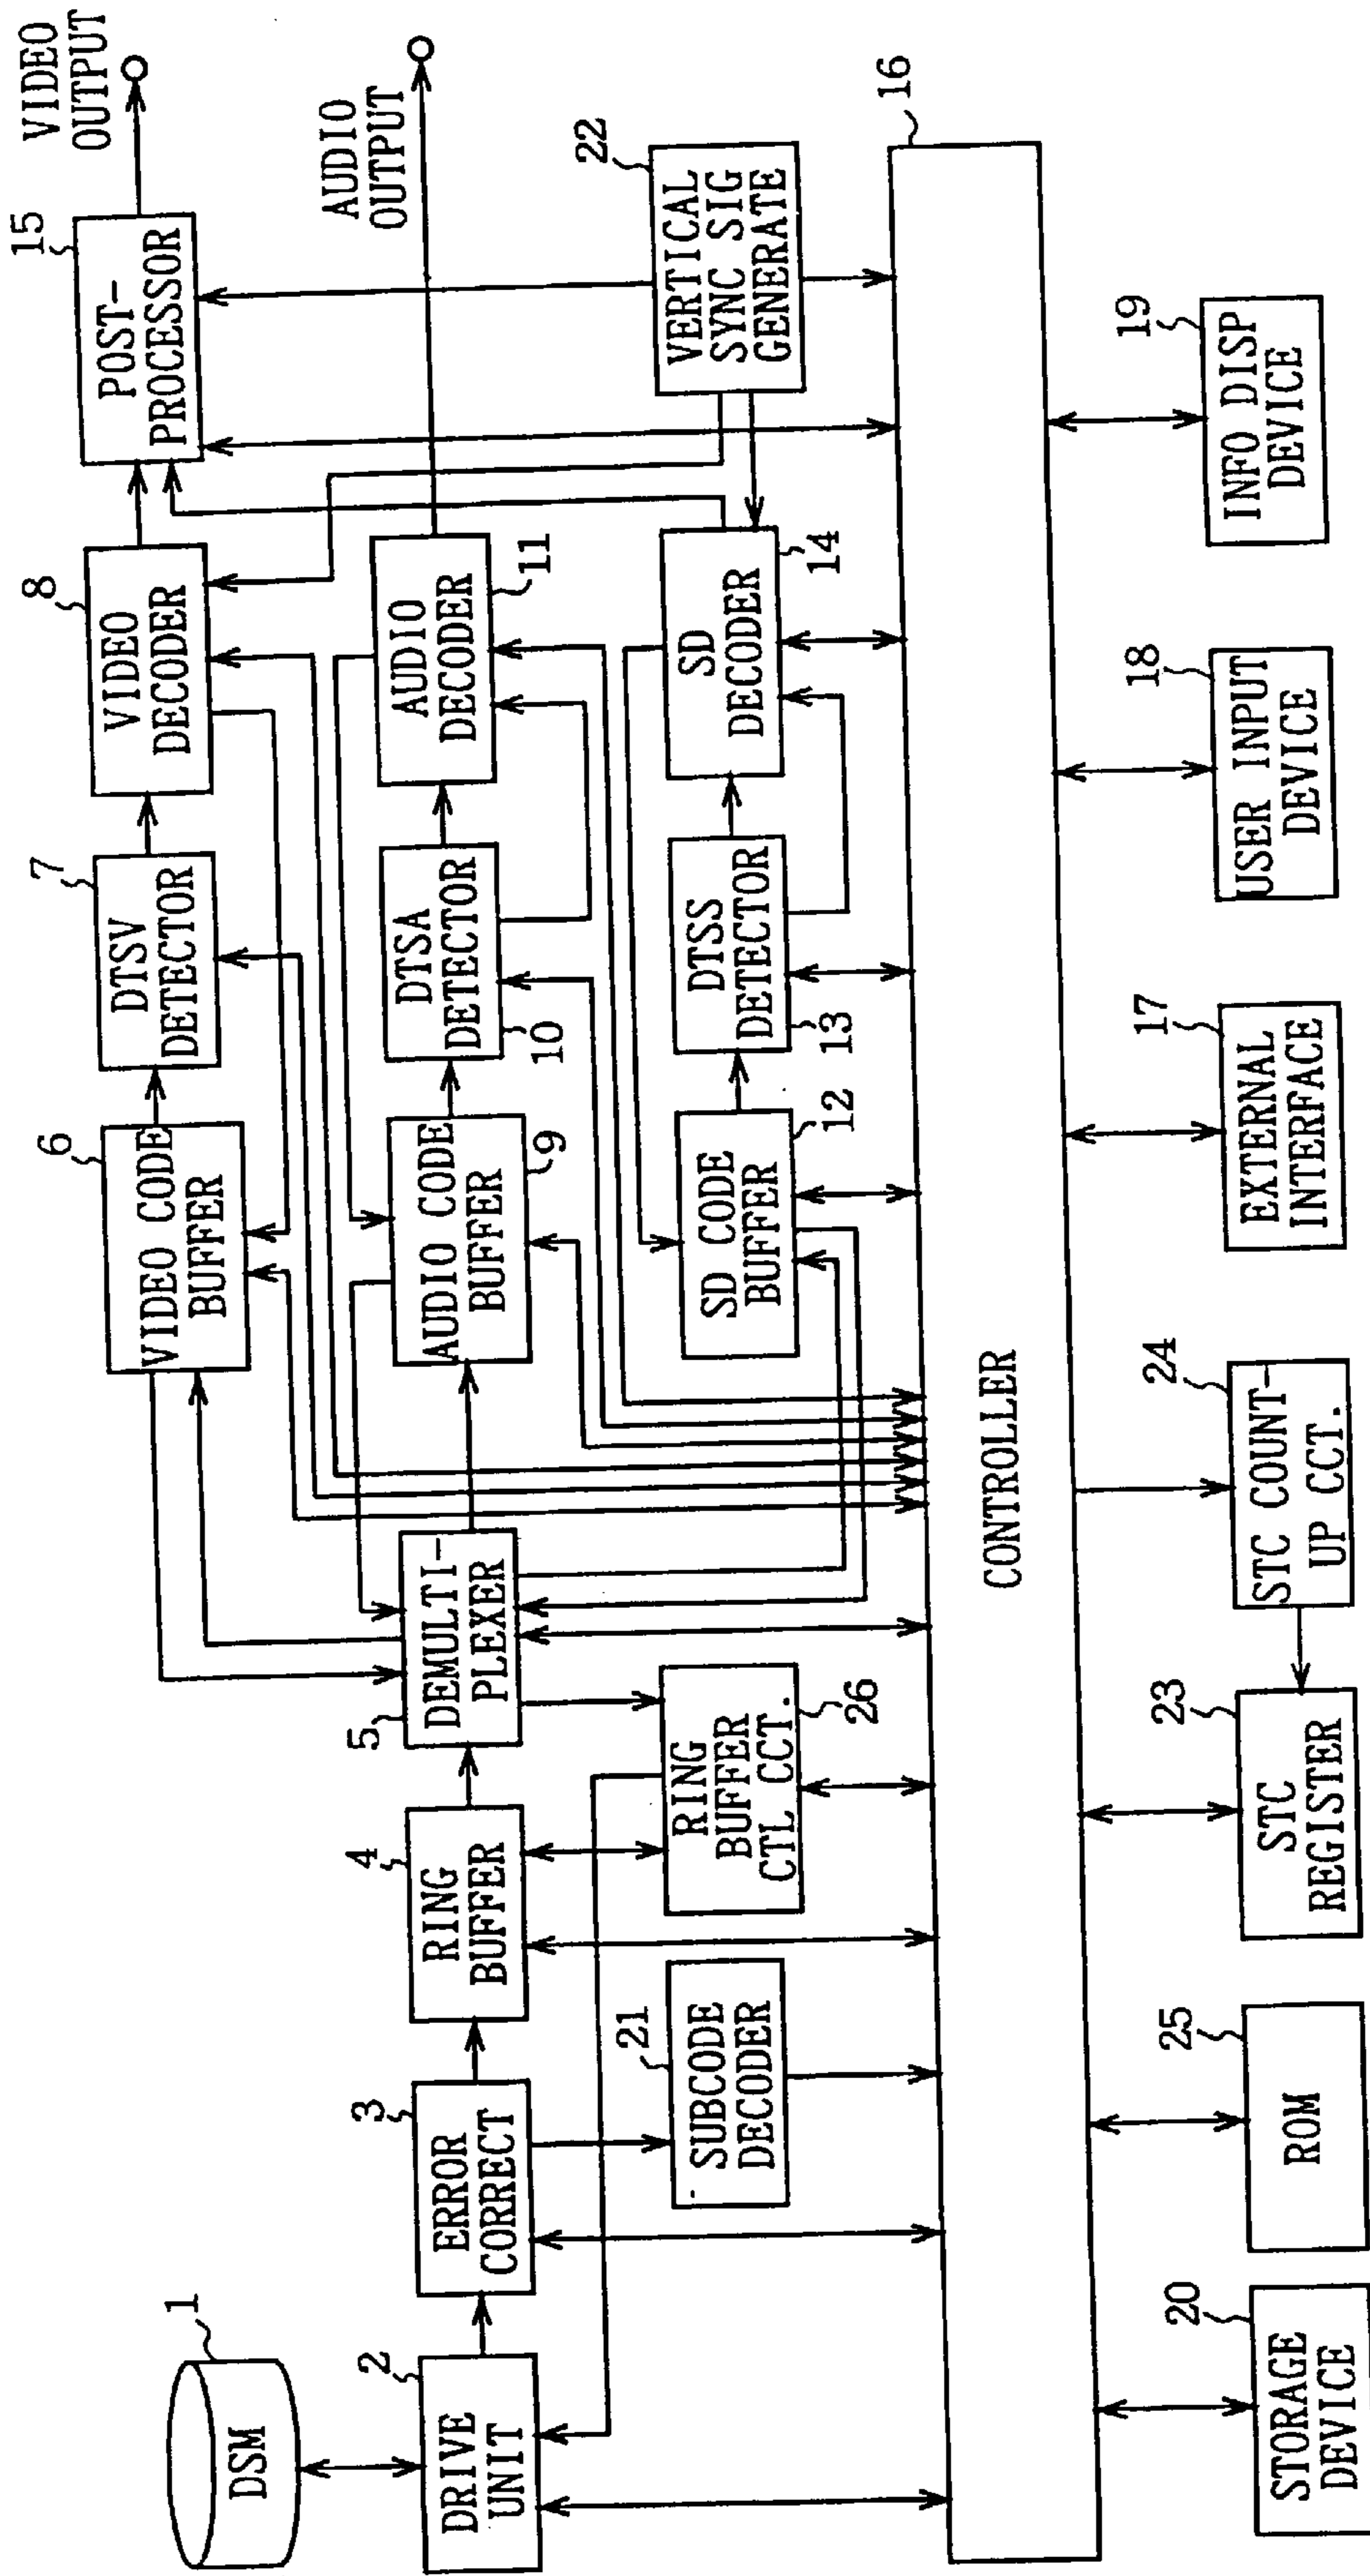 VIDEO
OUTPUT
AUDIO
OUTPUT
15
POST-
PROCESSOR
8
VIDEO
DECODER
7
DTSV
DETECTOR
6
VIDEO CODE
BUFFER
11
AUDIO
DECODER
10
DTSA
DETECTOR
9
AUDIO CODE
BUFFER
22
VERTICAL
SYNC SIG
GENERATE
14
SD
DECODER
13
DTSS
DETECTOR
12
SD CODE
BUFFER
1
DSM
2
DRIVE
UNIT
3
ERROR
CORRECT
4
RING
BUFFER
5
DEMULTI-
PLEXER
21
SUBCODE
DECODER
26
RING
BUFFER
CTL CCT.
16
CONTROLLER
20
STORAGE
DEVICE
25
ROM
23
STC
REGISTER
24
STC COUNT-
UP CCT.
17
EXTERNAL
INTERFACE
18
USER INPUT
DEVICE
19
INFO DISP
DEVICE